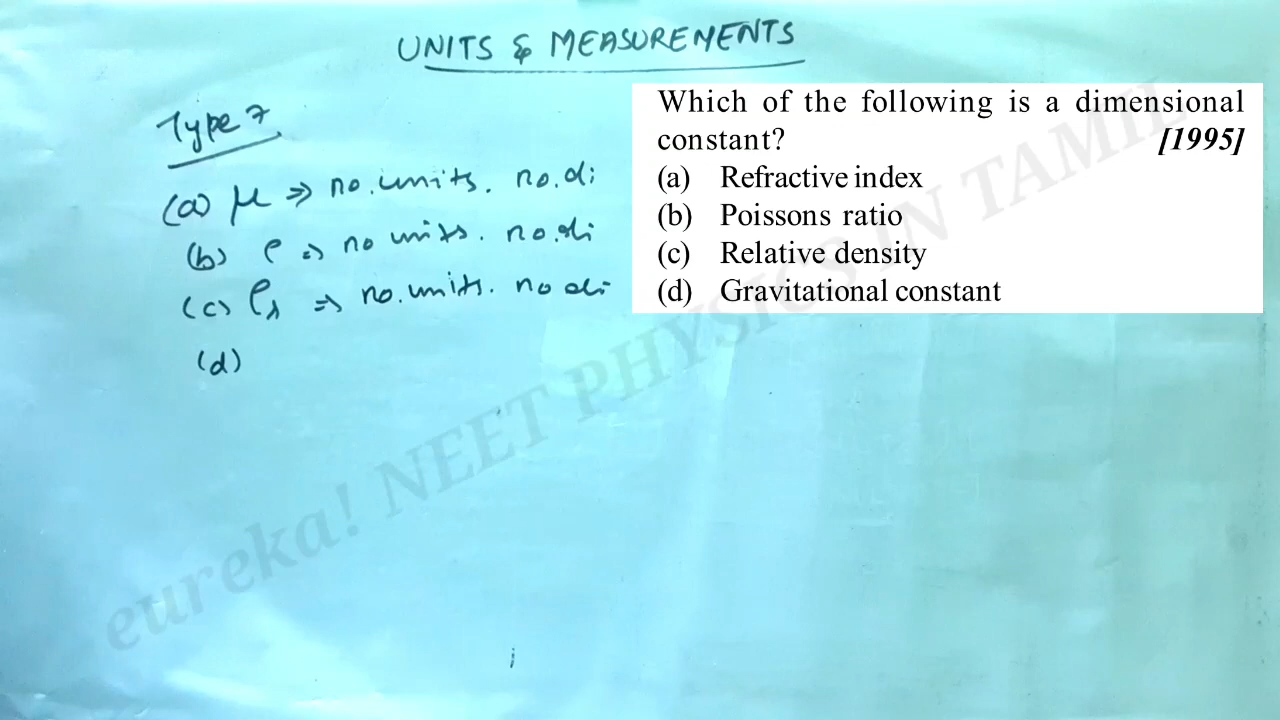 UNITS & MEASUREMENTS
Type 7
(a) μ ⇒ no.units. no.di
(b) ⇒ no units. no.di
(c) ⇒ no.units. no di
(d)
Which of the following is a dimensional
constant? [1995]
(a) Refractive index
(b) Poissons ratio
(c) Relative density
(d) Gravitational constant
eureka! NEET PHYSICS IN TAMIL